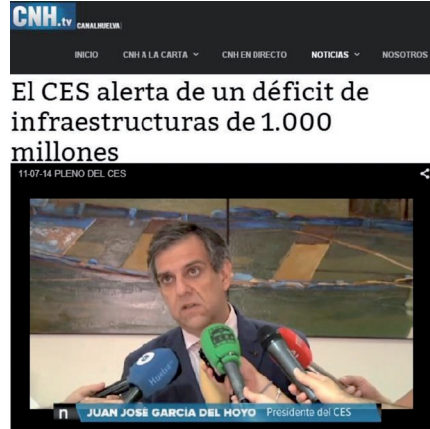 CNH.tv CANALHUELVA
INICIO CNH A LA CARTA CNH EN DIRECTO NOTICIAS NOSOTROS
El CES alerta de un déficit de
infraestructuras de 1.000
millones
11-07-14 PLENO DEL CES
n JUAN JOSÉ GARCÍA DEL HOYO Presidente del CES